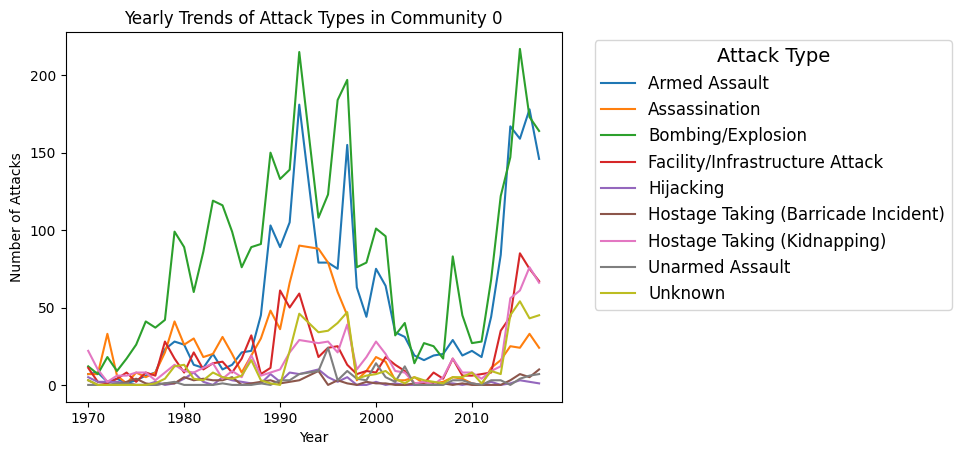 Yearly Trends of Attack Types in Community 0
Number of Attacks
200
150
100
50
0
1970
1980
1990
2000
2010
Year
Attack Type
Armed Assault
Assassination
Bombing/Explosion
Facility/Infrastructure Attack
Hijacking
Hostage Taking (Barricade Incident)
Hostage Taking (Kidnapping)
Unarmed Assault
Unknown